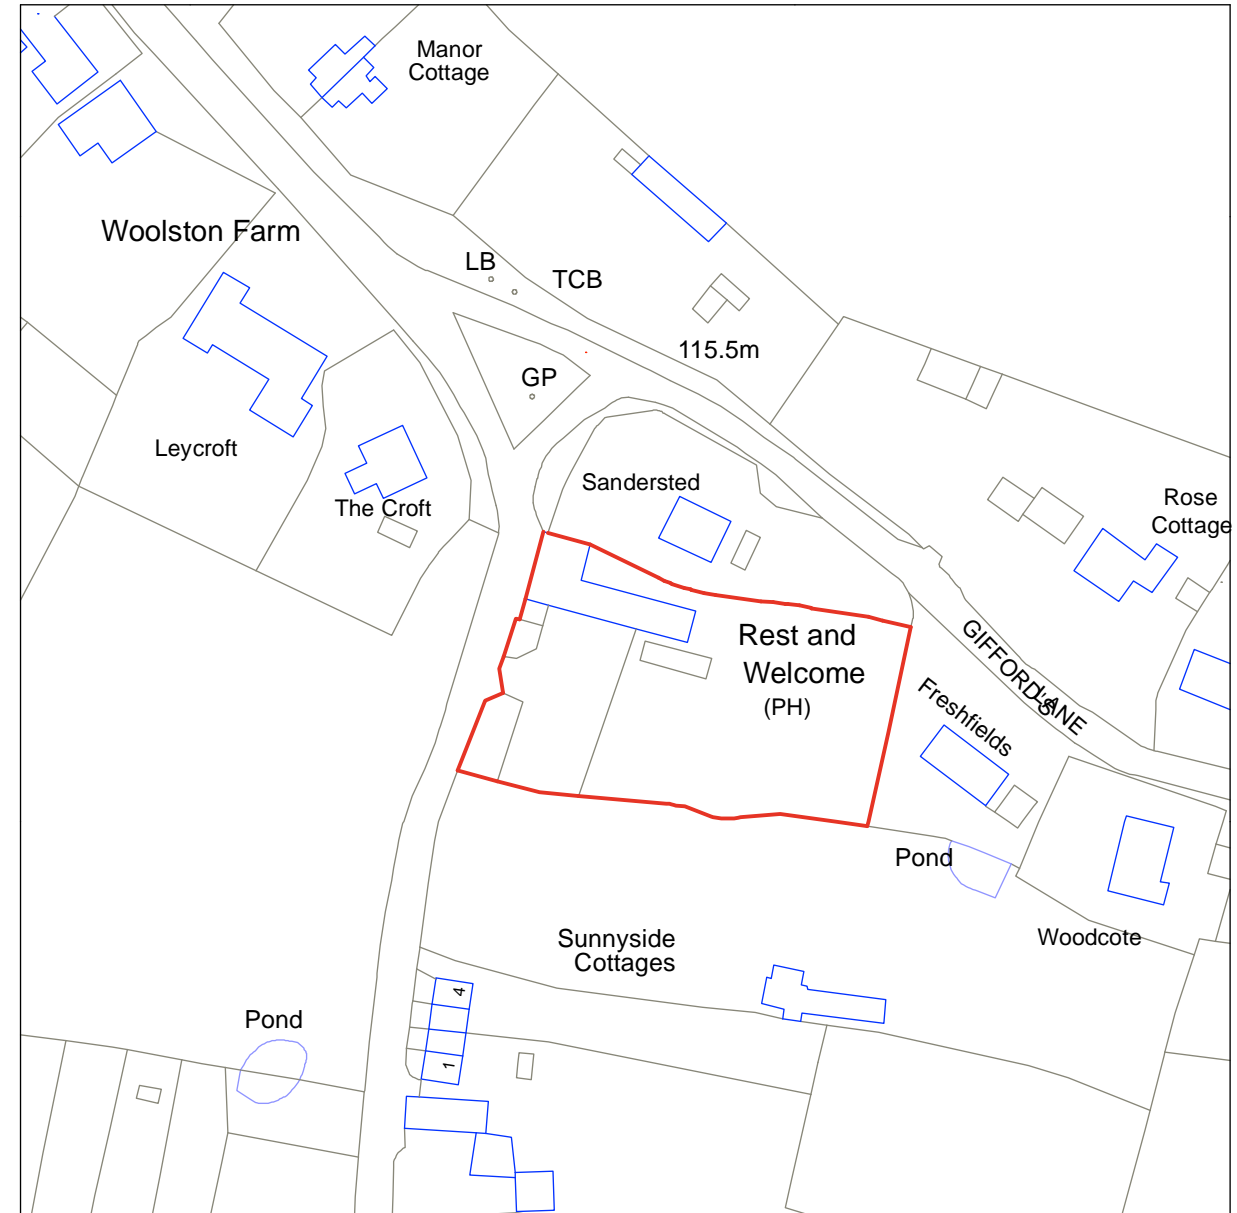 Manor
Cottage
Woolston Farm
LB
TCB
115.5m
GP
Leycroft
Sandersted
The Croft
Rose
Cottage
Rest and
Welcome
(PH)
GIFFORD'S LANE
Freshfields
Pond
Woodcote
Sunnyside
Cottages
4
Pond
1